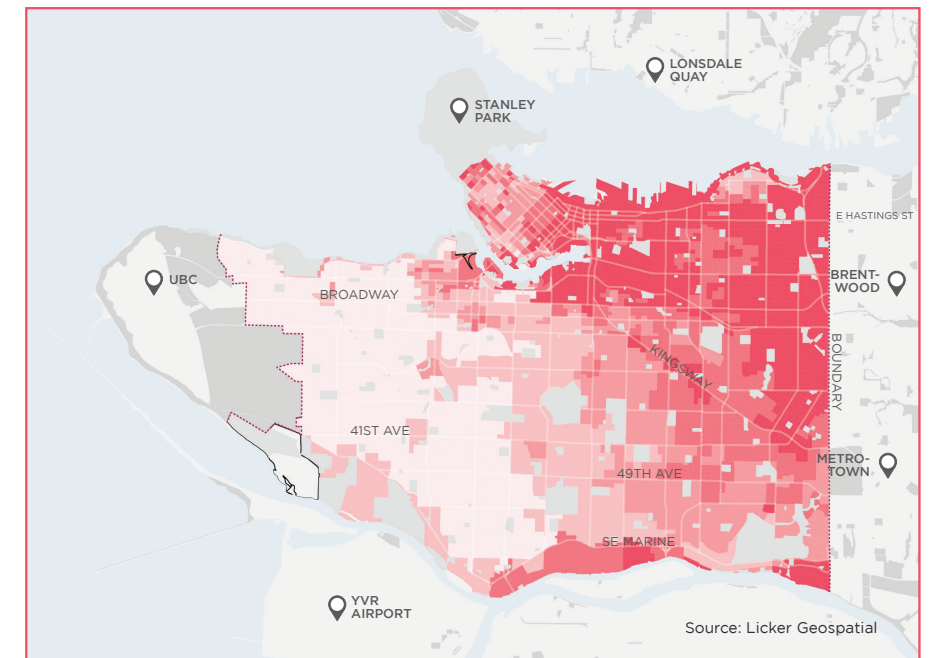 LONSDALE
QUAY
STANLEY
PARK
E HASTINGS ST
UBC
BRENT-
WOOD
BROADWAY
BOUNDARY
KINGSWAY
41ST AVE
METRO-
TOWN
49TH AVE
SE MARINE
YVR
AIRPORT
Source: Licker Geospatial